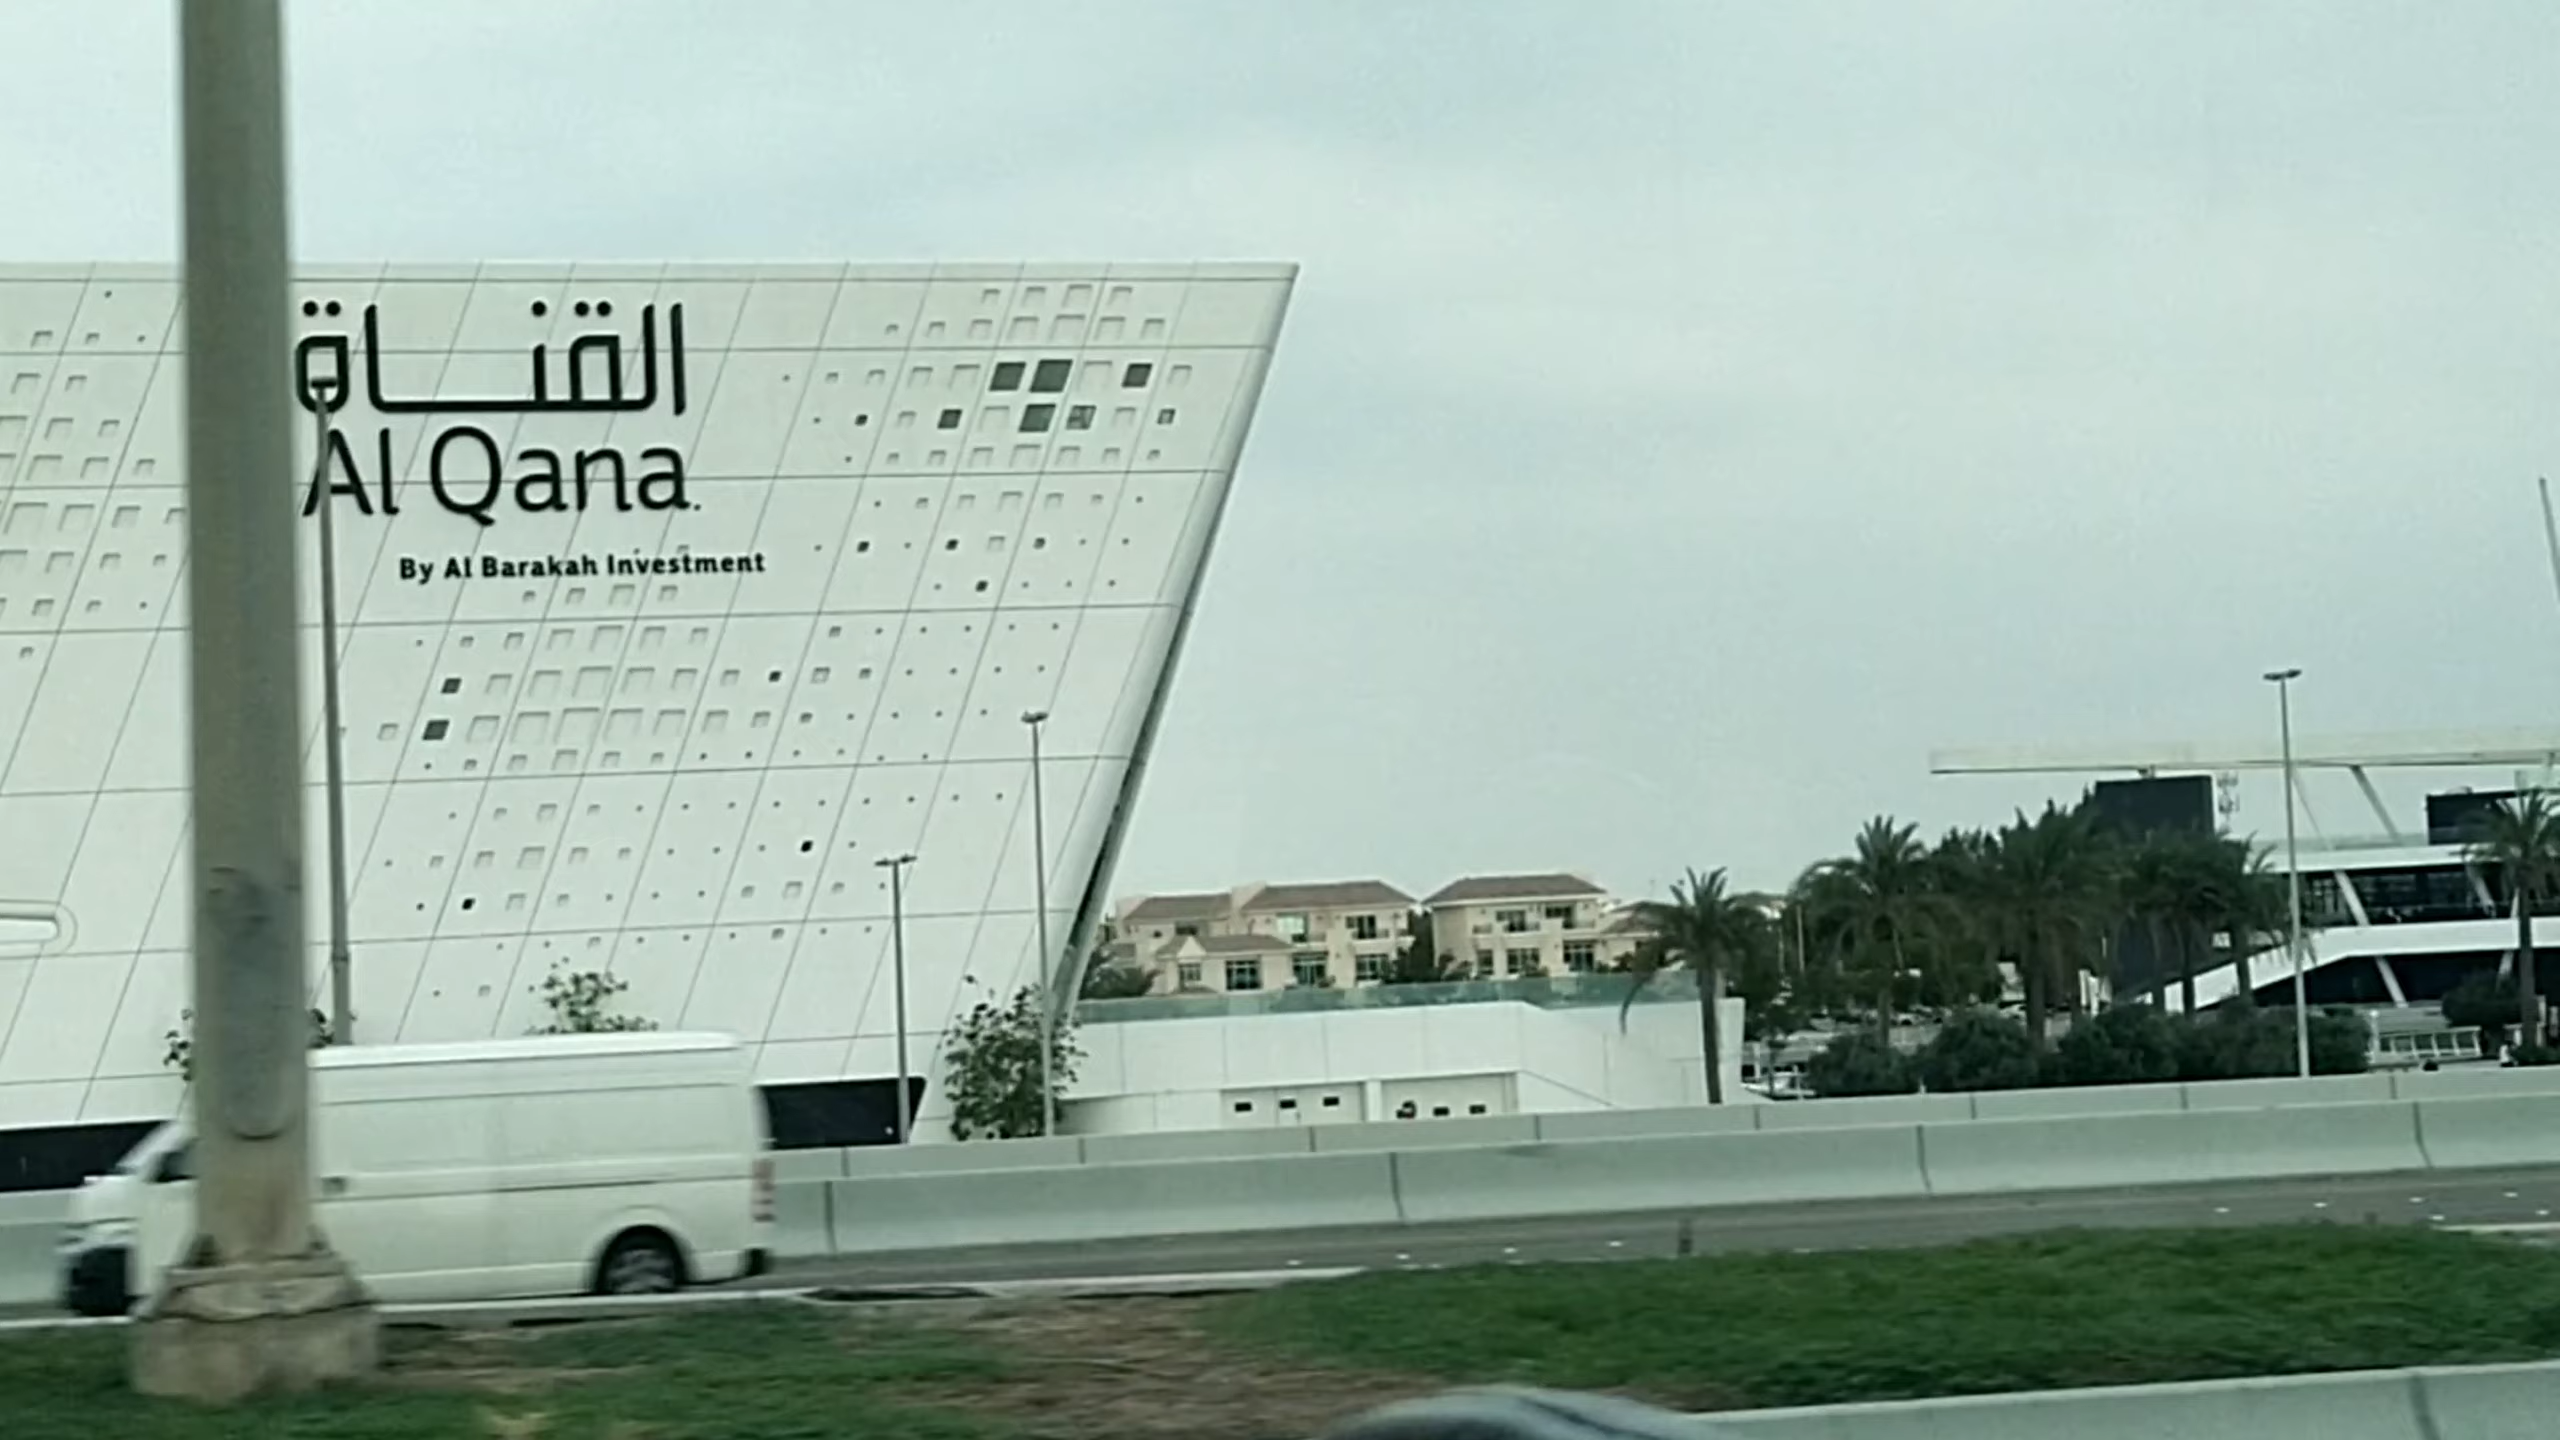 القناة
Al Qana.
By Al Barakah Investment